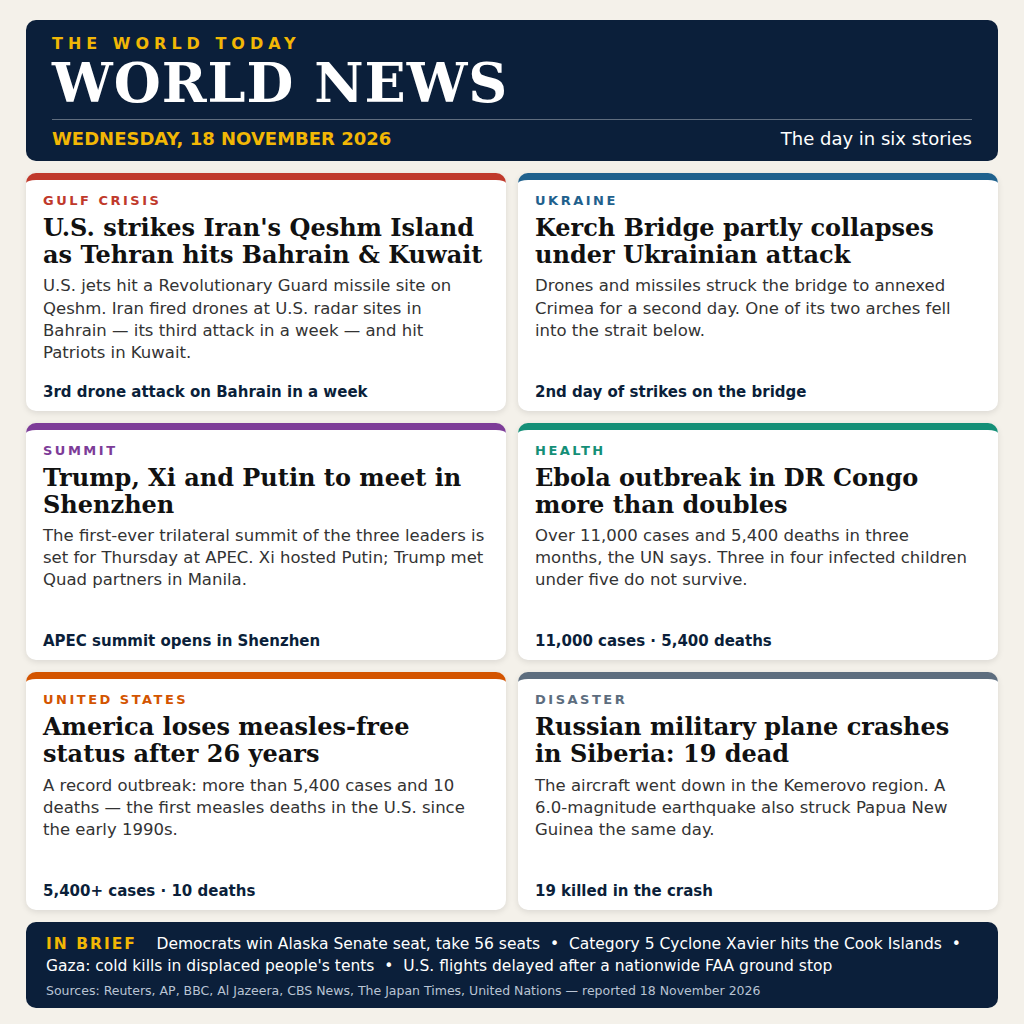 THE WORLD TODAY
WORLD NEWS
WEDNESDAY, 18 NOVEMBER 2026
The day in six stories
GULF CRISIS
U.S. strikes Iran's Qeshm Island
as Tehran hits Bahrain & Kuwait
U.S. jets hit a Revolutionary Guard missile site on
Qeshm. Iran fired drones at U.S. radar sites in
Bahrain — its third attack in a week — and hit
Patriots in Kuwait.
3rd drone attack on Bahrain in a week
UKRAINE
Kerch Bridge partly collapses
under Ukrainian attack
Drones and missiles struck the bridge to annexed
Crimea for a second day. One of its two arches fell
into the strait below.
2nd day of strikes on the bridge
SUMMIT
Trump, Xi and Putin to meet in
Shenzhen
The first-ever trilateral summit of the three leaders is
set for Thursday at APEC. Xi hosted Putin; Trump met
Quad partners in Manila.
APEC summit opens in Shenzhen
HEALTH
Ebola outbreak in DR Congo
more than doubles
Over 11,000 cases and 5,400 deaths in three
months, the UN says. Three in four infected children
under five do not survive.
11,000 cases · 5,400 deaths
UNITED STATES
America loses measles-free
status after 26 years
A record outbreak: more than 5,400 cases and 10
deaths — the first measles deaths in the U.S. since
the early 1990s.
5,400+ cases · 10 deaths
DISASTER
Russian military plane crashes
in Siberia: 19 dead
The aircraft went down in the Kemerovo region. A
6.0-magnitude earthquake also struck Papua New
Guinea the same day.
19 killed in the crash
IN BRIEF Democrats win Alaska Senate seat, take 56 seats • Category 5 Cyclone Xavier hits the Cook Islands •
Gaza: cold kills in displaced people's tents • U.S. flights delayed after a nationwide FAA ground stop
Sources: Reuters, AP, BBC, Al Jazeera, CBS News, The Japan Times, United Nations — reported 18 November 2026